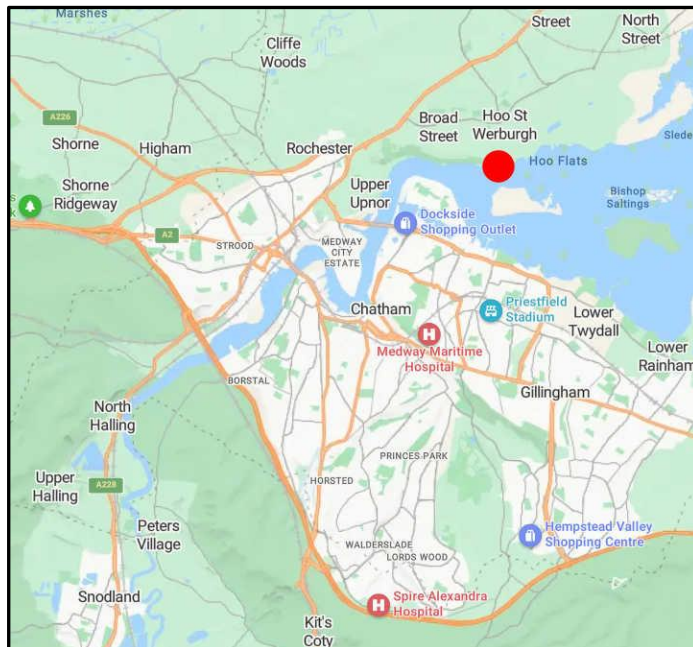 Marshes
Street
North
Street
Cliffe
Woods
A226
Broad
Street
Hoo St
Werburgh
Shorne
Higham
Rochester
Hoo Flats
Shorne
Ridgeway
Upper
Upnor
Bishop
Saltings
Dockside
Shopping Outlet
A2
STROOD
MEDWAY
CITY
ESTATE
Chatham
Priestfield
Stadium
Lower
Twydall
Medway Maritime
Hospital
Lower
Rainham
BORSTAL
Gillingham
North
Halling
PRINCES PARK
Upper
Halling
A228
HORSTED
Peters
Village
Hempstead Valley
Shopping Centre
WALDERSLADE
LORDS WOOD
Snodland
Spire Alexandra
Hospital
Kit's
Coty